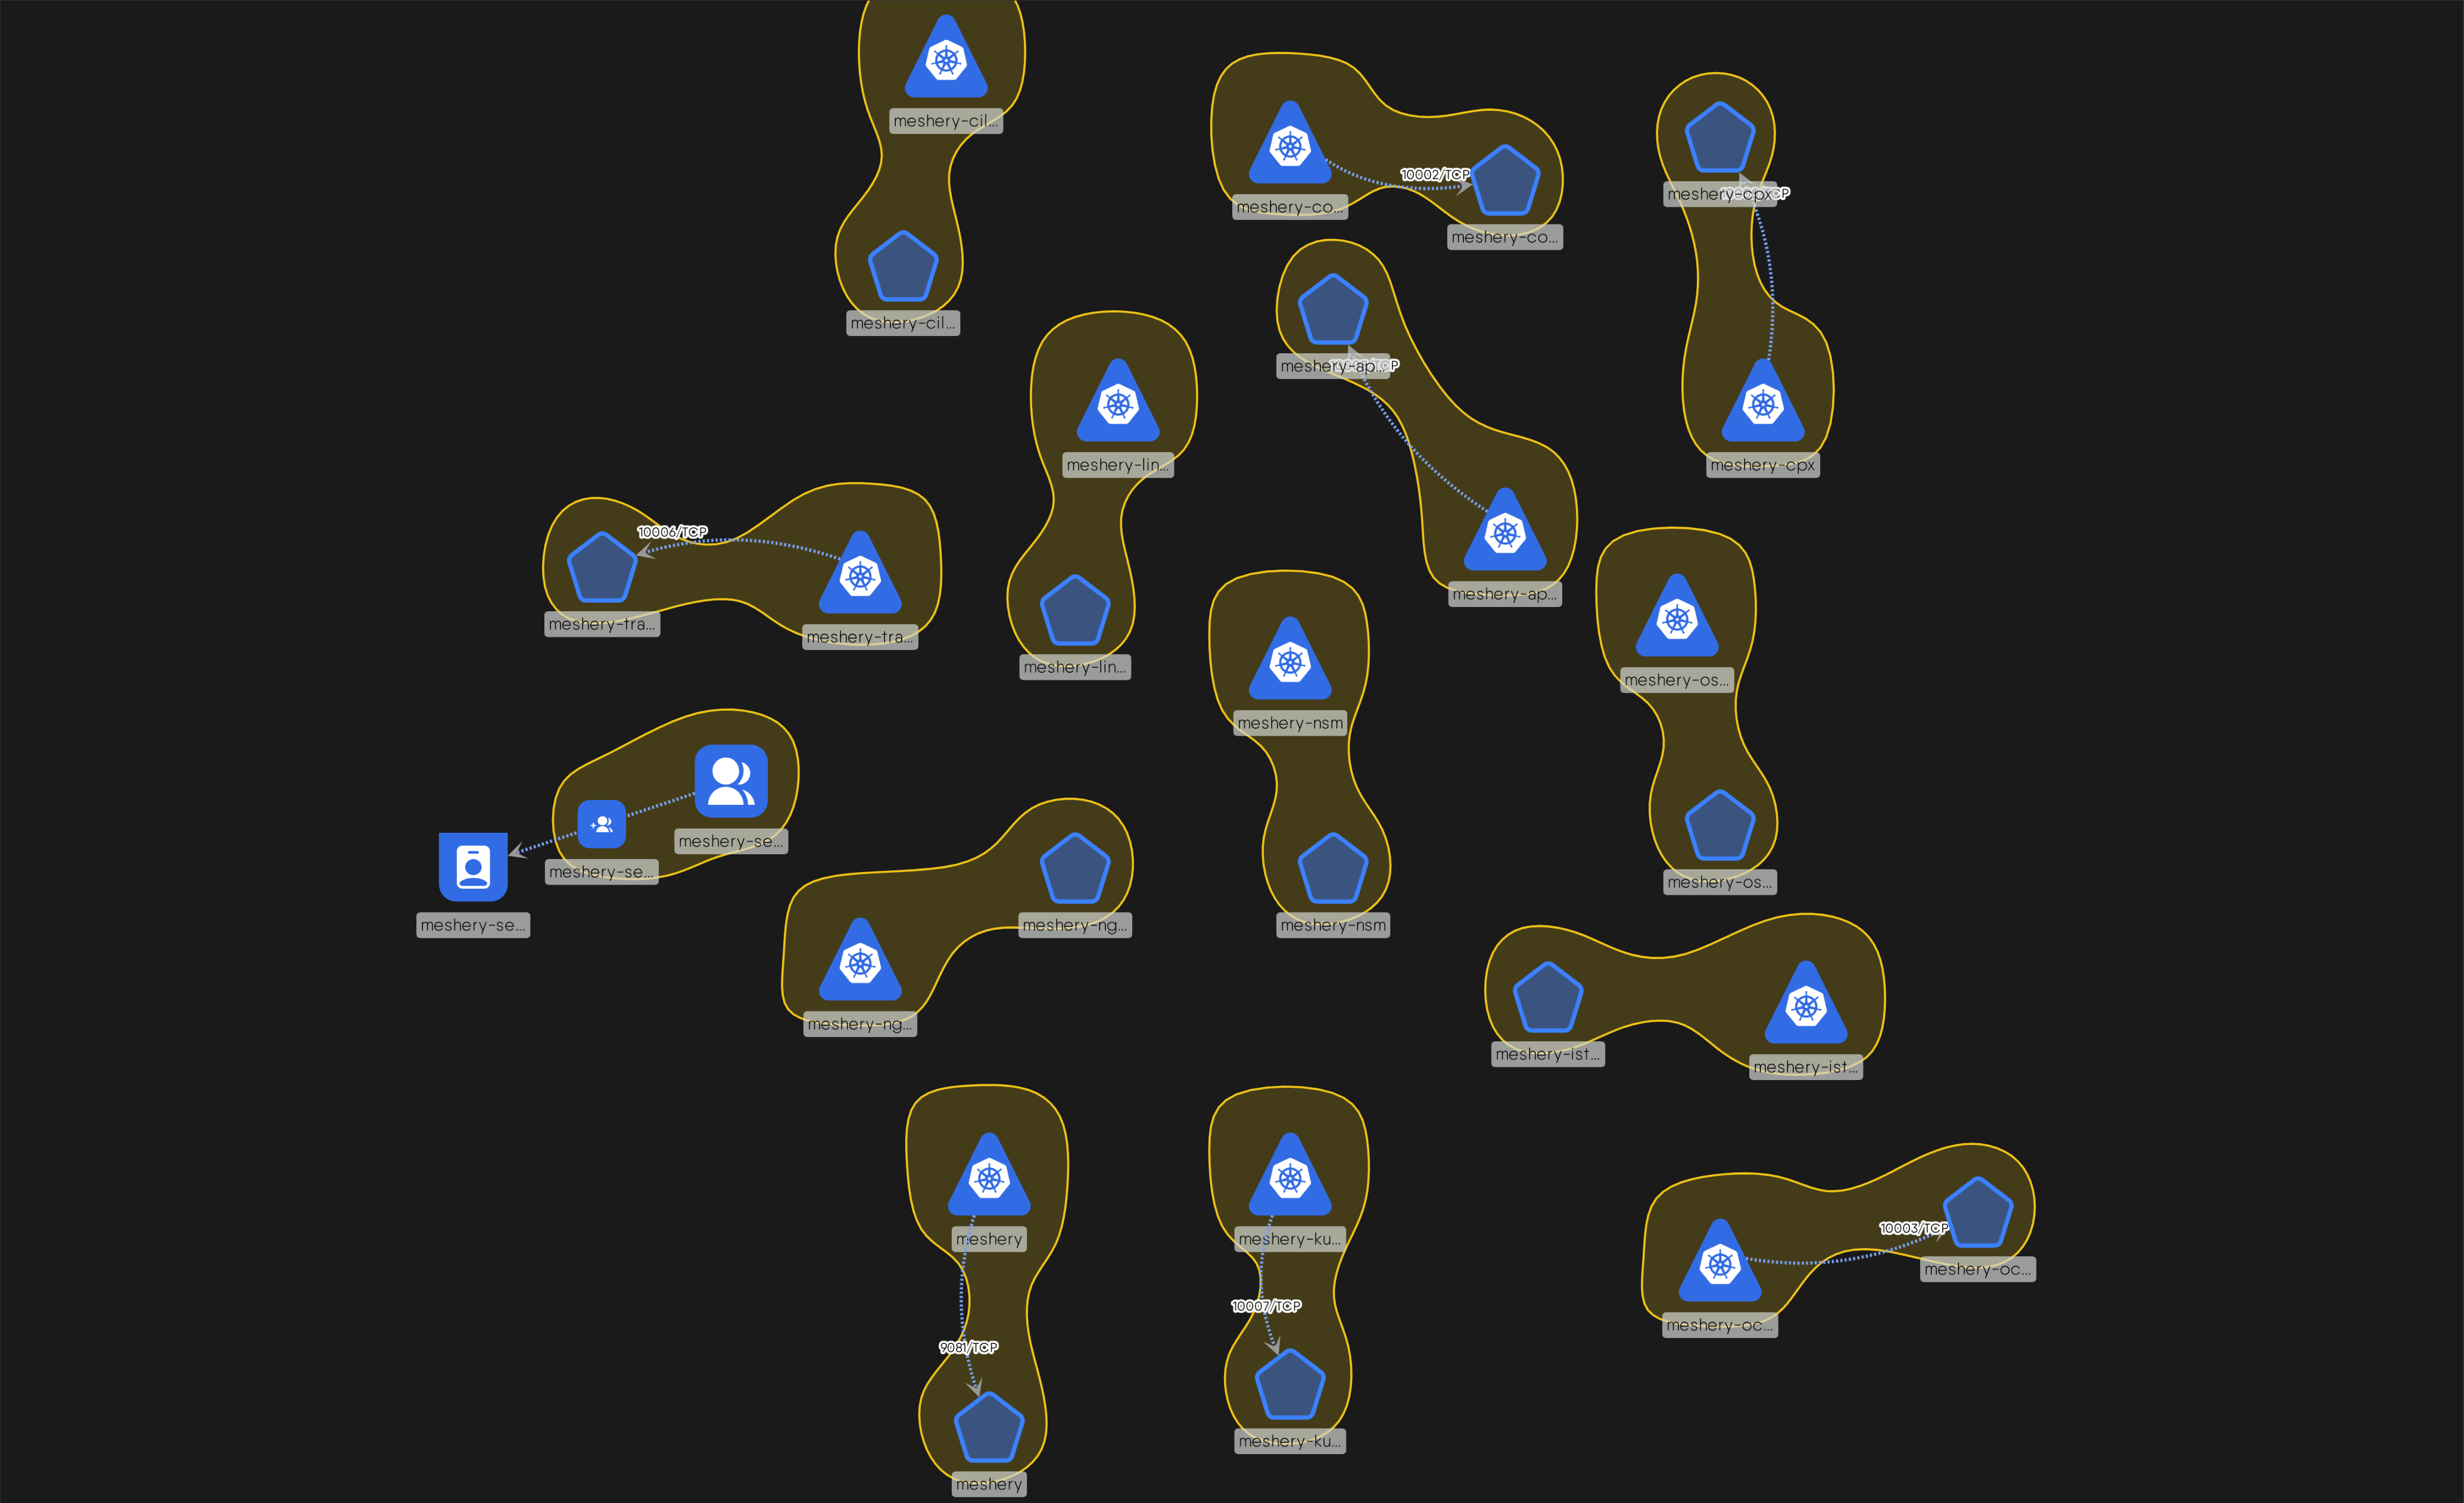 meshery-cil...
meshery-cil...
10002/TCP
meshery-co...
meshery-co...
meshery-cpx
meshery-cpx
meshery-ap...
meshery-ap...
meshery-lin...
meshery-lin...
10006/TCP
meshery-tra...
meshery-tra...
meshery-nsm
meshery-nsm
meshery-os...
meshery-os...
meshery-se...
meshery-se...
meshery-se...
meshery-ng...
meshery-ng...
meshery-ist...
meshery-ist...
meshery
9081/TCP
meshery
meshery-ku...
10007/TCP
meshery-ku...
10003/TCP
meshery-oc...
meshery-oc...